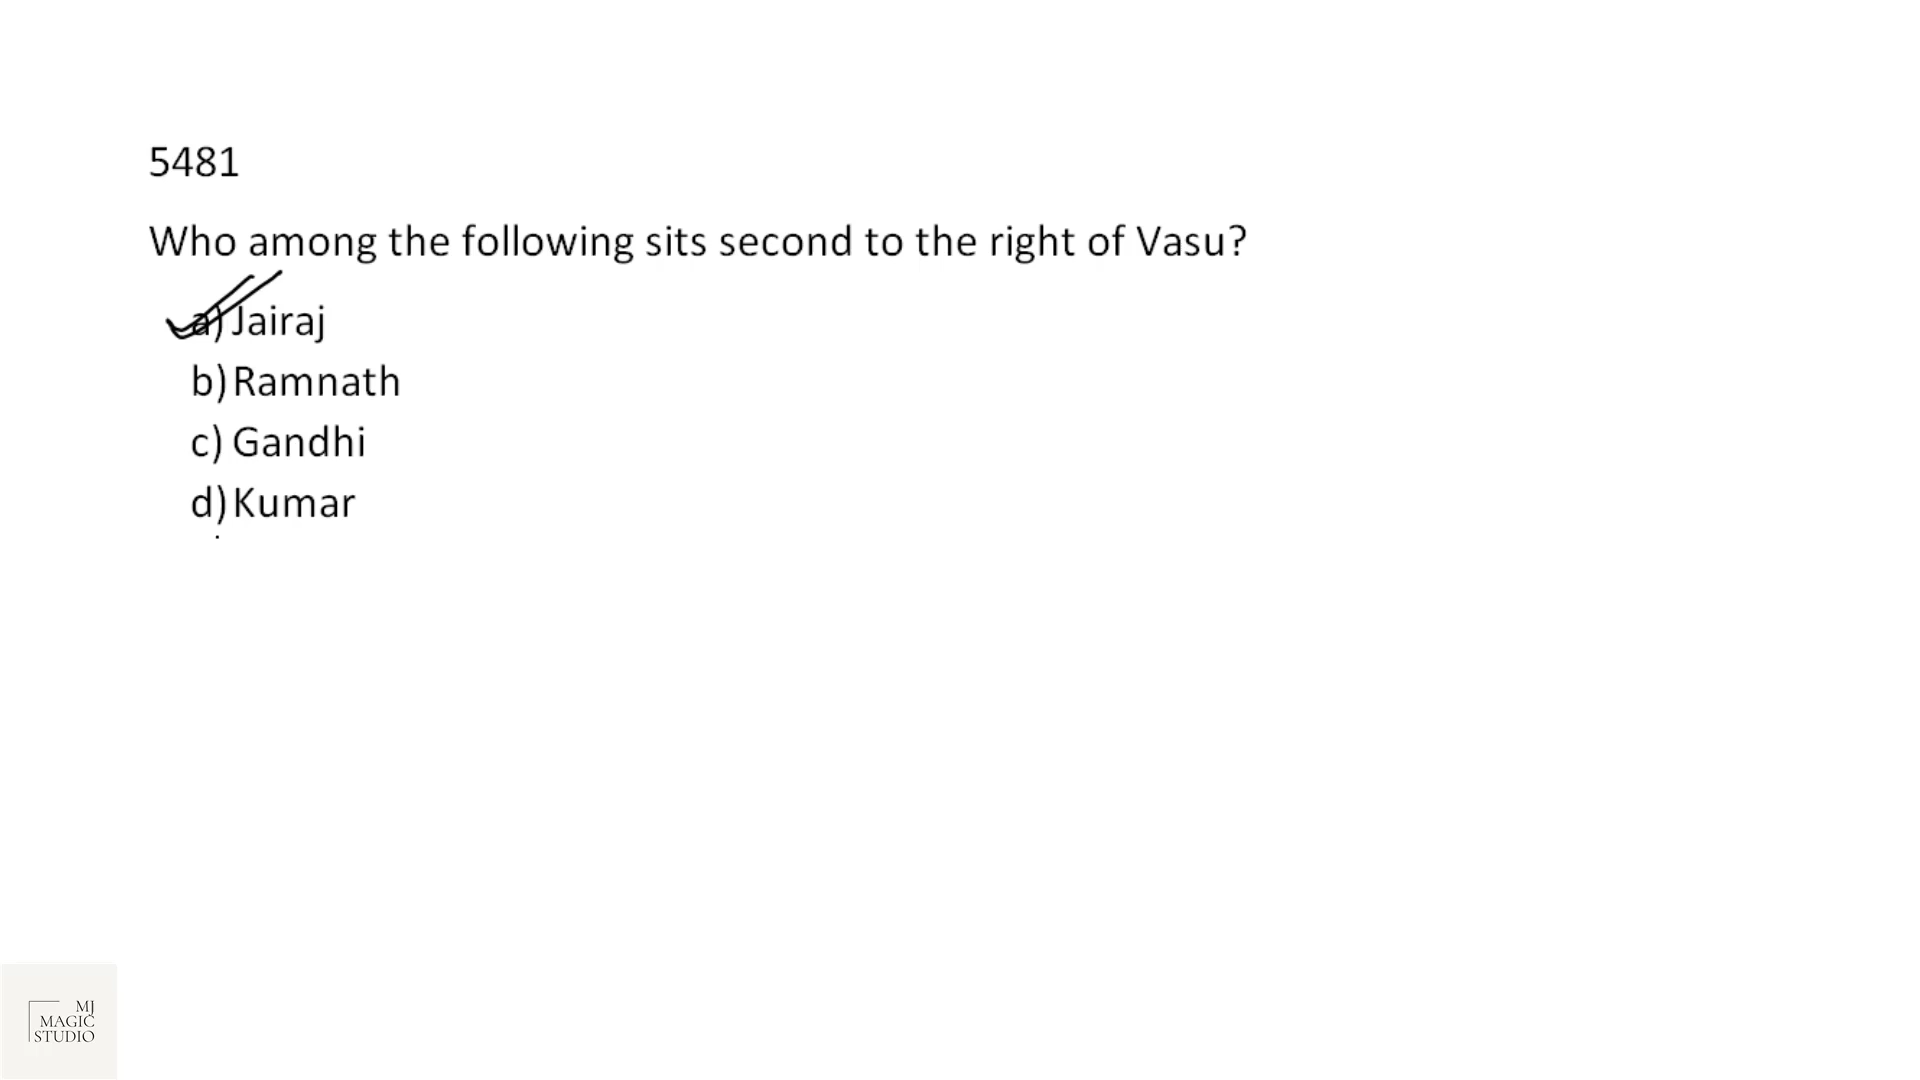 5481
Who among the following sits second to the right of Vasu?
a) Jairaj
b) Ramnath
c) Gandhi
d) Kumar
MJ
MAGIC
STUDIO